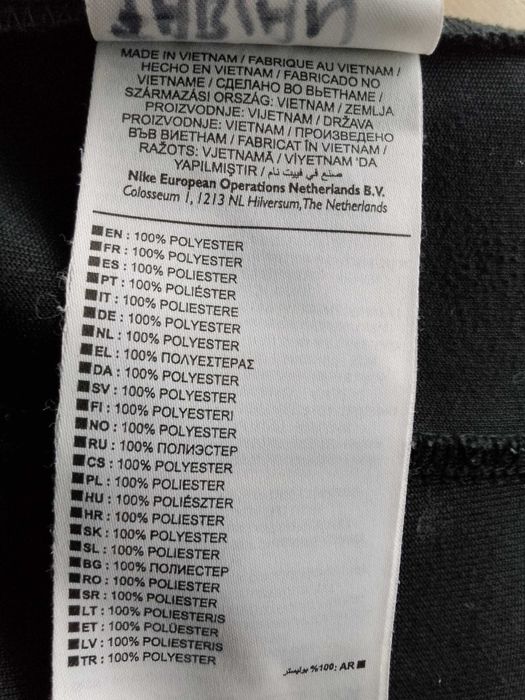 FABIAN
MADE IN VIETNAM / FABRIQUE AU VIETNAM /
HECHO EN VIETNAM / FABRICADO NO
VIETNAME / СДЕЛАНО ВО ВЬЕТНАМЕ /
SZÁRMAZÁSI ORSZÁG: VIETNAM / ZEMLJA
PROIZVODNJE: VIJETNAM / DRŽAVA
PROIZVODNJE: VIETNAM / ПРОИЗВЕДЕНО
ВЪВ ВИЕТНАМ / FABRICAT ÎN VIETNAM /
RAŽOTS: VJETNAMĀ / VİYETNAM 'DA
YAPILMIŞTIR / صنع في فييت نام
Nike European Operations Netherlands B.V.
Colosseum 1, 1213 NL Hilversum, The Netherlands
EN : 100% POLYESTER
FR : 100% POLYESTER
ES : 100% POLIESTER
PT : 100% POLIÉSTER
IT : 100% POLIESTERE
DE : 100% POLYESTER
NL : 100% POLYESTER
EL : 100% ΠΟΛΥΕΣΤΕΡΑΣ
DA : 100% POLYESTER
SV : 100% POLYESTER
FI : 100% POLYESTERI
NO : 100% POLYESTER
RU : 100% ПОЛИЭСТЕР
CS : 100% POLYESTER
PL : 100% POLIESTER
HU : 100% POLIÉSZTER
HR : 100% POLIESTER
SK : 100% POLYESTER
SL : 100% POLIESTER
BG : 100% ПОЛИЕСТЕР
RO : 100% POLIESTER
SR : 100% POLIESTER
LT : 100% POLIESTERIS
ET : 100% POLÜESTER
LV : 100% POLIESTERIS
TR : 100% POLYESTER
AR :100% بوليستر